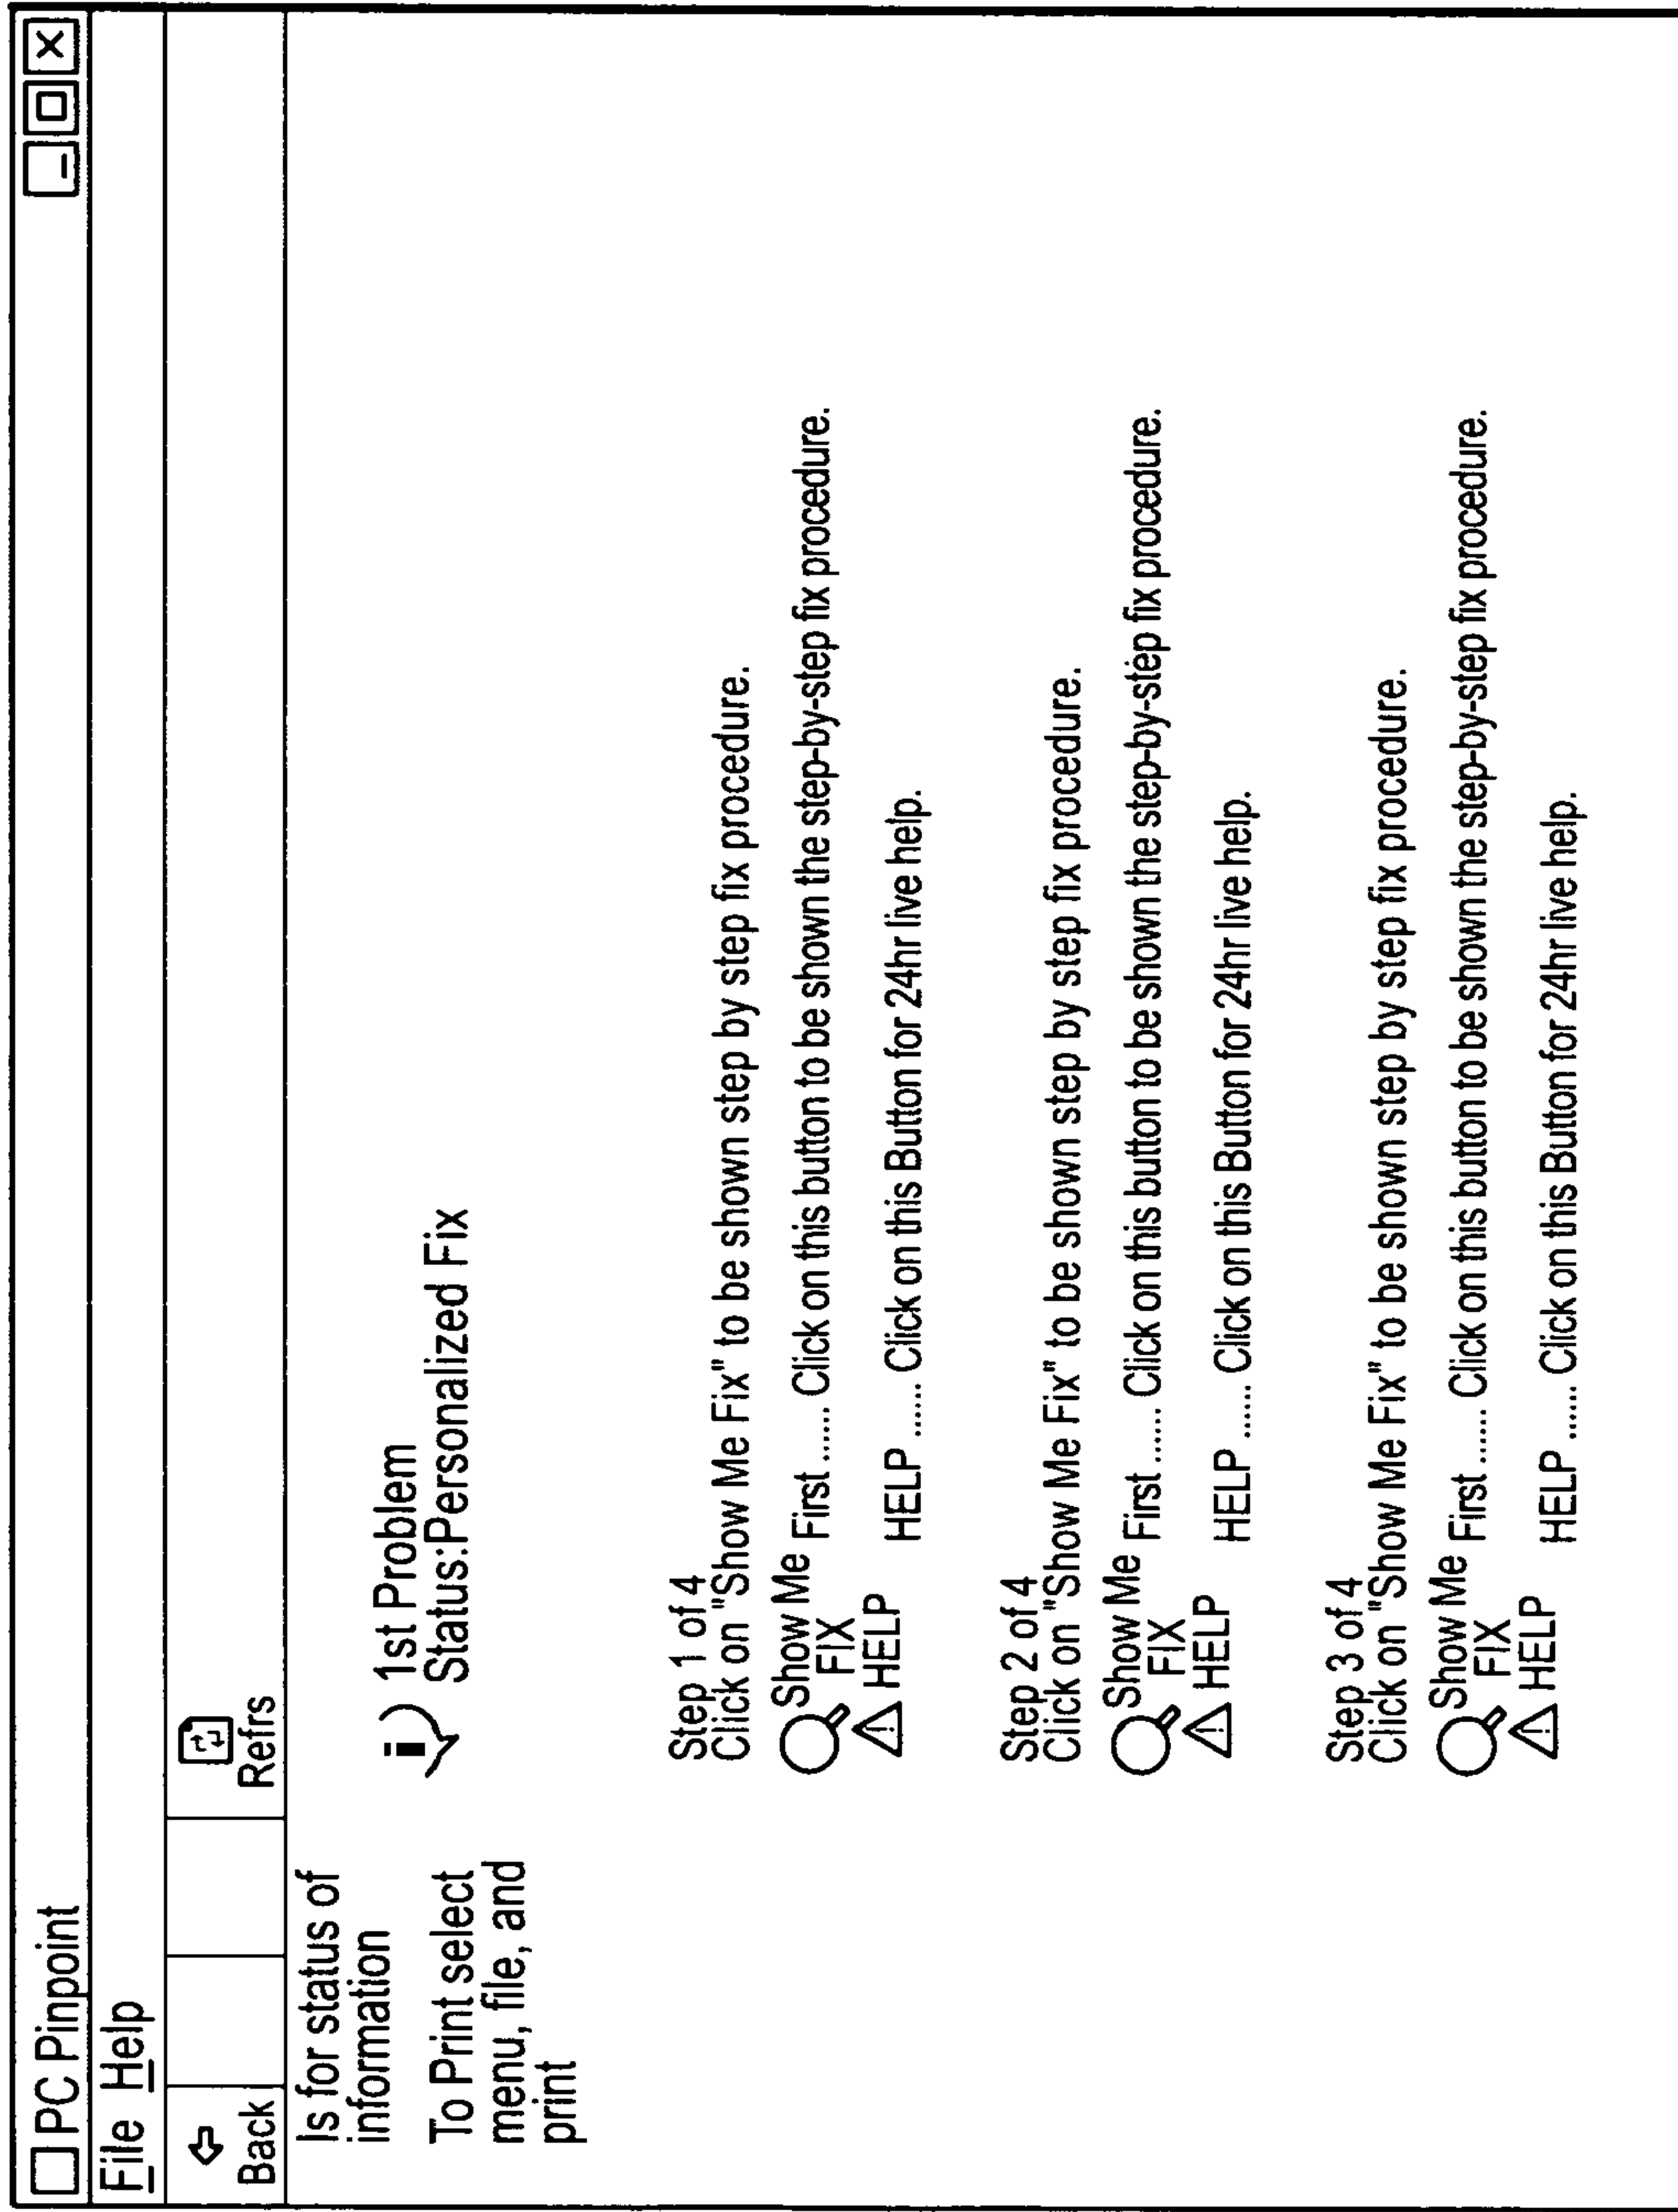 PC Pinpoint
File Help
Back
Refrs
Is for status of
information
To Print select
menu, file, and
print
i 1st Problem
Status:Personalized Fix
Step 1 of 4
Click on "Show Me Fix" to be shown step by step fix procedure.
Show Me First ...... Click on this button to be shown the step-by-step fix procedure.
FIX
HELP HELP ...... Click on this Button for 24hr live help.
Step 2 of 4
Click on "Show Me Fix" to be shown step by step fix procedure.
Show Me First ...... Click on this button to be shown the step-by-step fix procedure.
FIX
HELP HELP ...... Click on this Button for 24hr live help.
Step 3 of 4
Click on "Show Me Fix" to be shown step by step fix procedure.
Show Me First ...... Click on this button to be shown the step-by-step fix procedure.
FIX
HELP HELP ...... Click on this Button for 24hr live help.